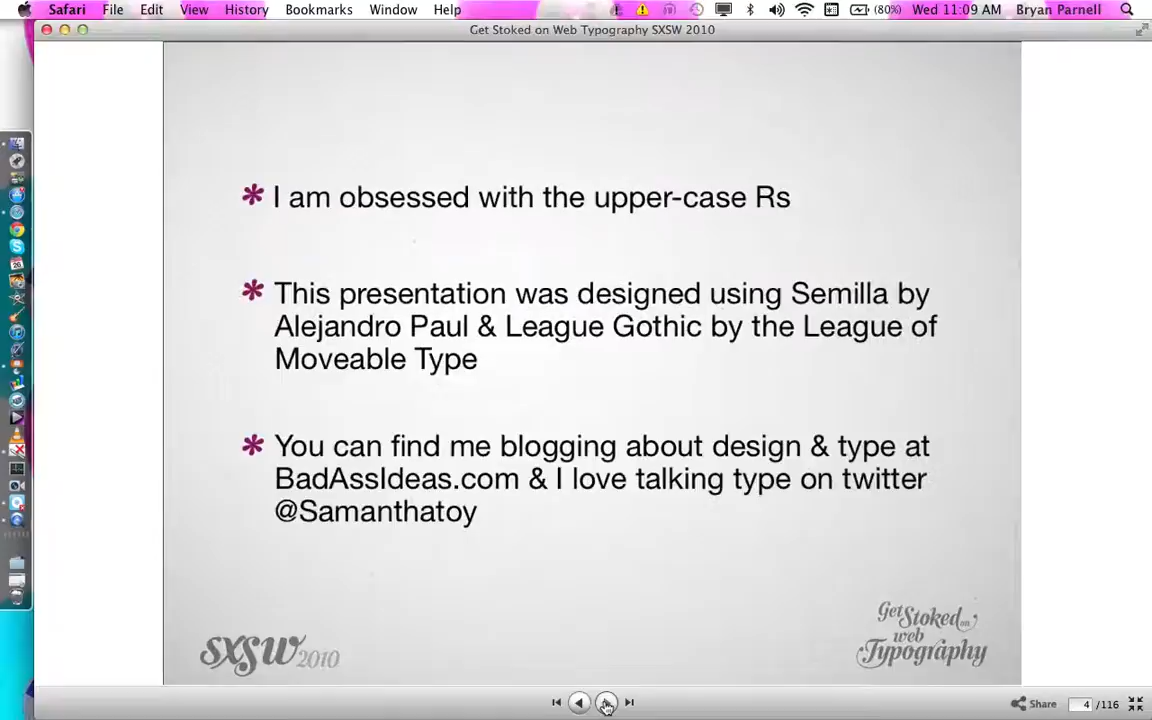 Safari File Edit View History Bookmarks Window Help (80%) Wed 11:09 AM Bryan Parnell
Get Stoked on Web Typography SXSW 2010
* I am obsessed with the upper-case Rs
* This presentation was designed using Semilla by
Alejandro Paul & League Gothic by the League of
Moveable Type
* You can find me blogging about design & type at
BadAssIdeas.com & I love talking type on twitter
@Samanthatoy
SXSW 2010
Get Stoked on
web
Typography
Share 4 /116